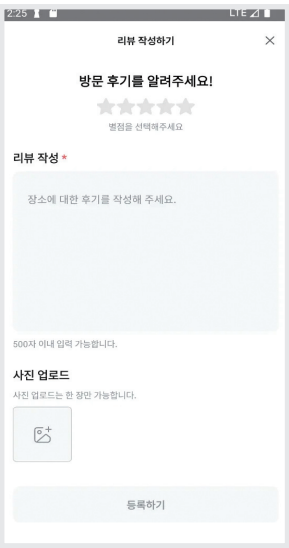 2:25
LTE
리뷰 작성하기
방문 후기를 알려주세요!
별점을 선택해주세요
리뷰 작성 *
장소에 대한 후기를 작성해 주세요.
500자 이내 입력 가능합니다.
사진 업로드
사진 업로드는 한 장만 가능합니다.
등록하기